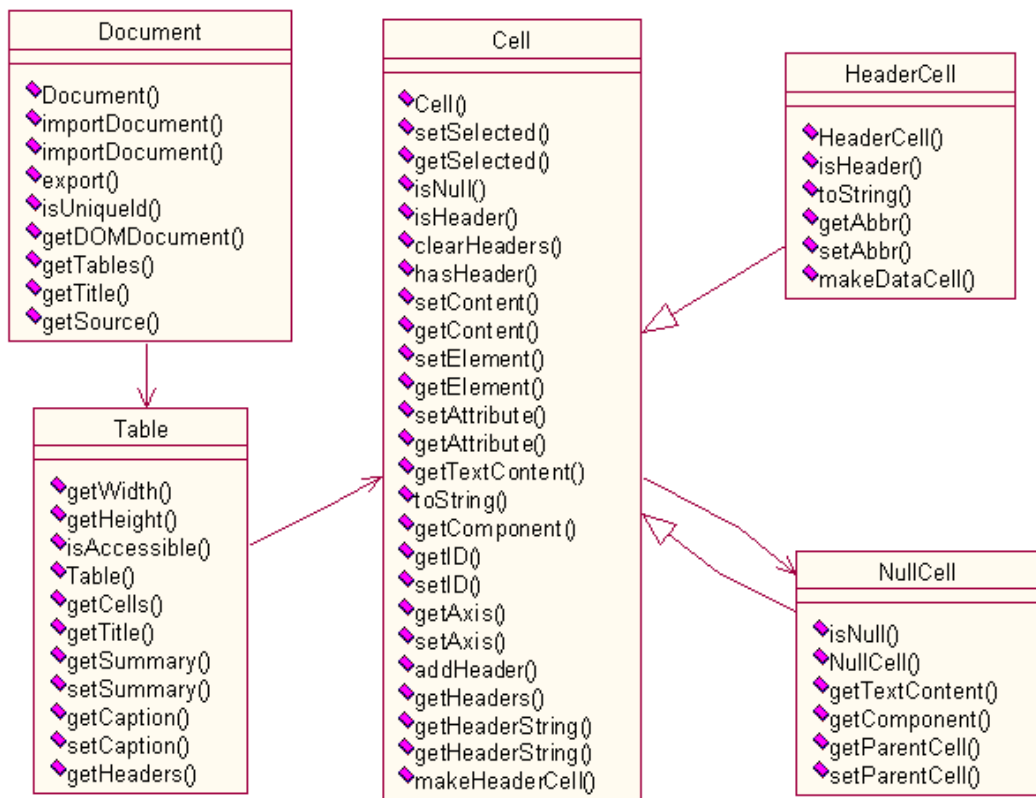 Document
Document()
importDocument()
importDocument()
export()
isUniqueId()
getDOMDocument()
getTables()
getTitle()
getSource()
Table
getWidth()
getHeight()
isAccessible()
Table()
getCells()
getTitle()
getSummary()
setSummary()
getCaption()
setCaption()
getHeaders()
Cell
Cell()
setSelected()
getSelected()
isNull()
isHeader()
clearHeaders()
hasHeader()
setContent()
getContent()
setElement()
getElement()
setAttribute()
getAttribute()
getTextContent()
toString()
getComponent()
getID()
setID()
getAxis()
setAxis()
addHeader()
getHeaders()
getHeaderString()
getHeaderString()
makeHeaderCell()
HeaderCell
HeaderCell()
isHeader()
toString()
getAbbr()
setAbbr()
makeDataCell()
NullCell
isNull()
NullCell()
getTextContent()
getComponent()
getParentCell()
setParentCell()